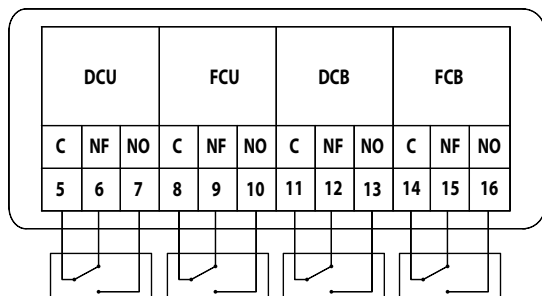 DCU FCU DCB FCB
C NF NO C NF NO C NF NO C NF NO
5 6 7 8 9 10 11 12 13 14 15 16